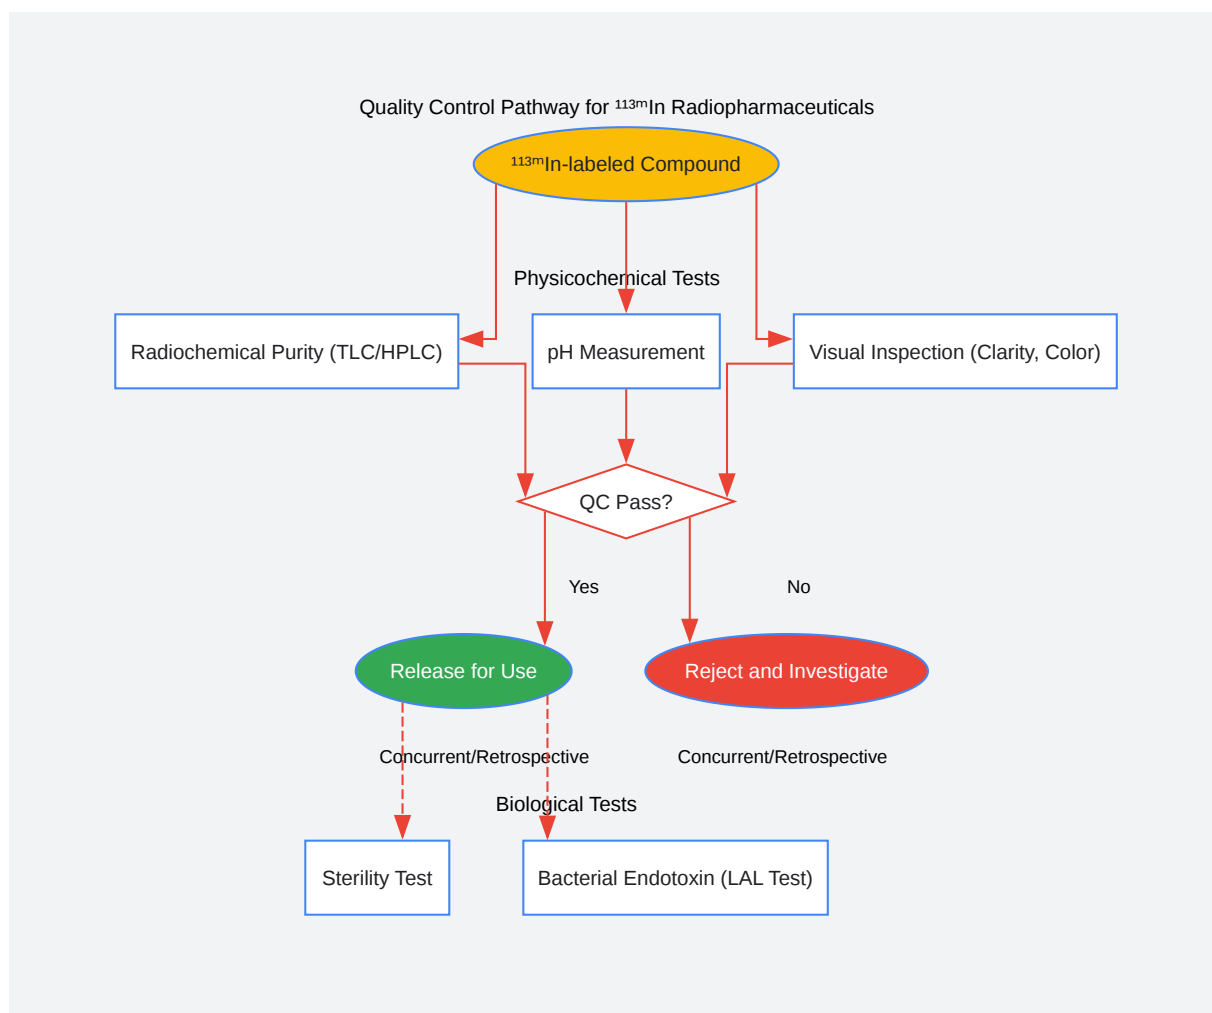 Quality Control Pathway for ¹¹³ᵐIn Radiopharmaceuticals
¹¹³ᵐIn-labeled Compound
Physicochemical Tests
Radiochemical Purity (TLC/HPLC)
pH Measurement
Visual Inspection (Clarity, Color)
QC Pass?
Yes
No
Release for Use
Reject and Investigate
Concurrent/Retrospective
Concurrent/Retrospective
Biological Tests
Sterility Test
Bacterial Endotoxin (LAL Test)